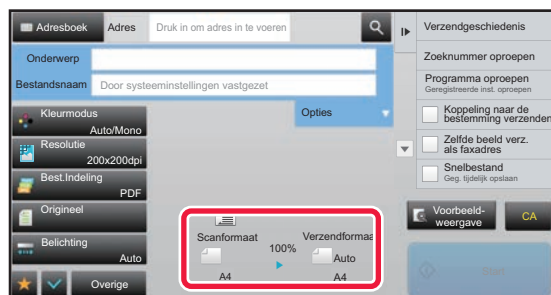 Adresboek
Adres
Druk in om adres in te voeren
Onderwerp
Bestandsnaam
Door systeeminstellingen vastgezet
Kleurmodus
Auto/Mono
Resolutie
200x200dpi
Best.Indeling
PDF
Origineel
Belichting
Auto
Overige
Opties
Scanformaat
A4
100%
Verzendformaa
Auto
A4
Verzendgeschiedenis
Zoeknummer oproepen
Programma oproepen
Geregistreerde inst. oproepen
Koppeling naar de
bestemming verzenden
Zelfde beeld verz.
als faxadres
Snelbestand
Geg. tijdelijk opslaan
Voorbeeld-
weergave
CA
Start